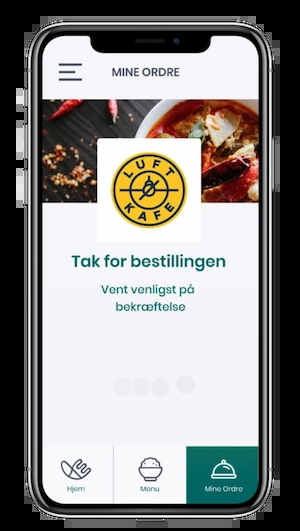 MINE ORDRE
LUFT
KAFE
Tak for bestillingen
Vent venligst på
bekræftelse
Hjem
Menu
Mine Ordre